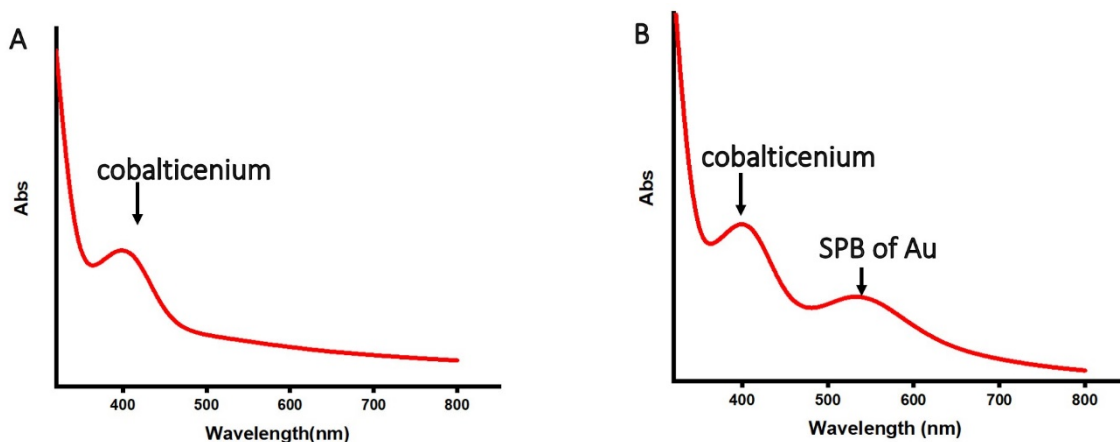 A
cobalticenium
Abs
400 500 600 700 800
Wavelength(nm)
B
cobalticenium
SPB of Au
Abs
400 500 600 700 800
Wavelength (nm)